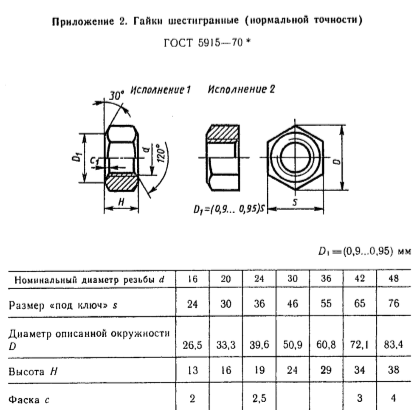 Приложение 2. Гайки шестигранные (нормальной точности)
ГОСТ 5915—70 *
30° Исполнение 1 Исполнение 2
D₁
c₁
d
120°
H
D
S
D₁=(0,9... 0,95)S
D₁=(0,9...0,95) мм
Номинальный диаметр резьбы d 16 20 24 30 36 42 48
Размер «под ключ» s 24 30 36 46 55 65 76
Диаметр описанной окружности
D 26,5 33,3 39,6 50,9 60,8 72,1 83,4
Высота H 13 16 19 24 29 34 38
Фаска c 2 2,5 3 4